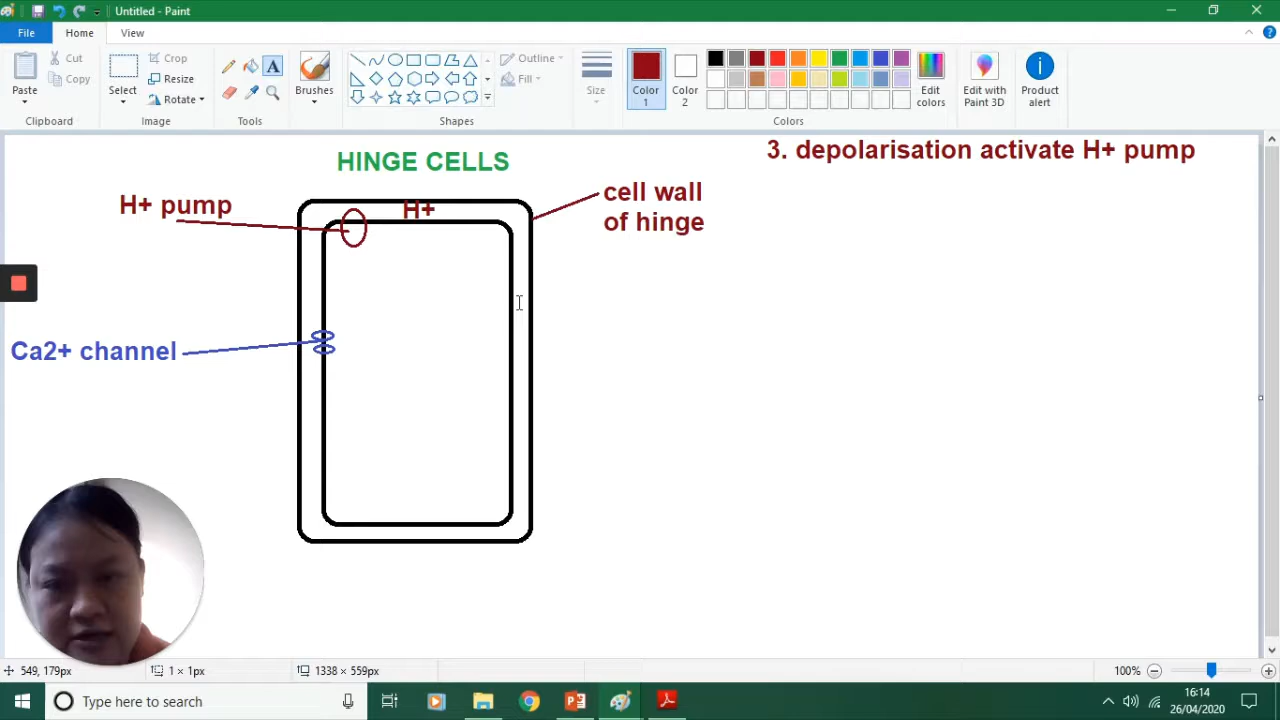 Untitled - Paint
File
Home
View
Paste
Cut
Copy
Clipboard
Select
Crop
Resize
Rotate
Image
A
Tools
Brushes
Outline
Fill
Shapes
Size
Color 1
Color 2
Edit colors
Colors
Edit with Paint 3D
Product alert
HINGE CELLS
3. depolarisation activate H+ pump
H+ pump
H+
cell wall
of hinge
Ca2+ channel
549, 179px
1 × 1px
1338 × 559px
100%
Type here to search
16:14
26/04/2020